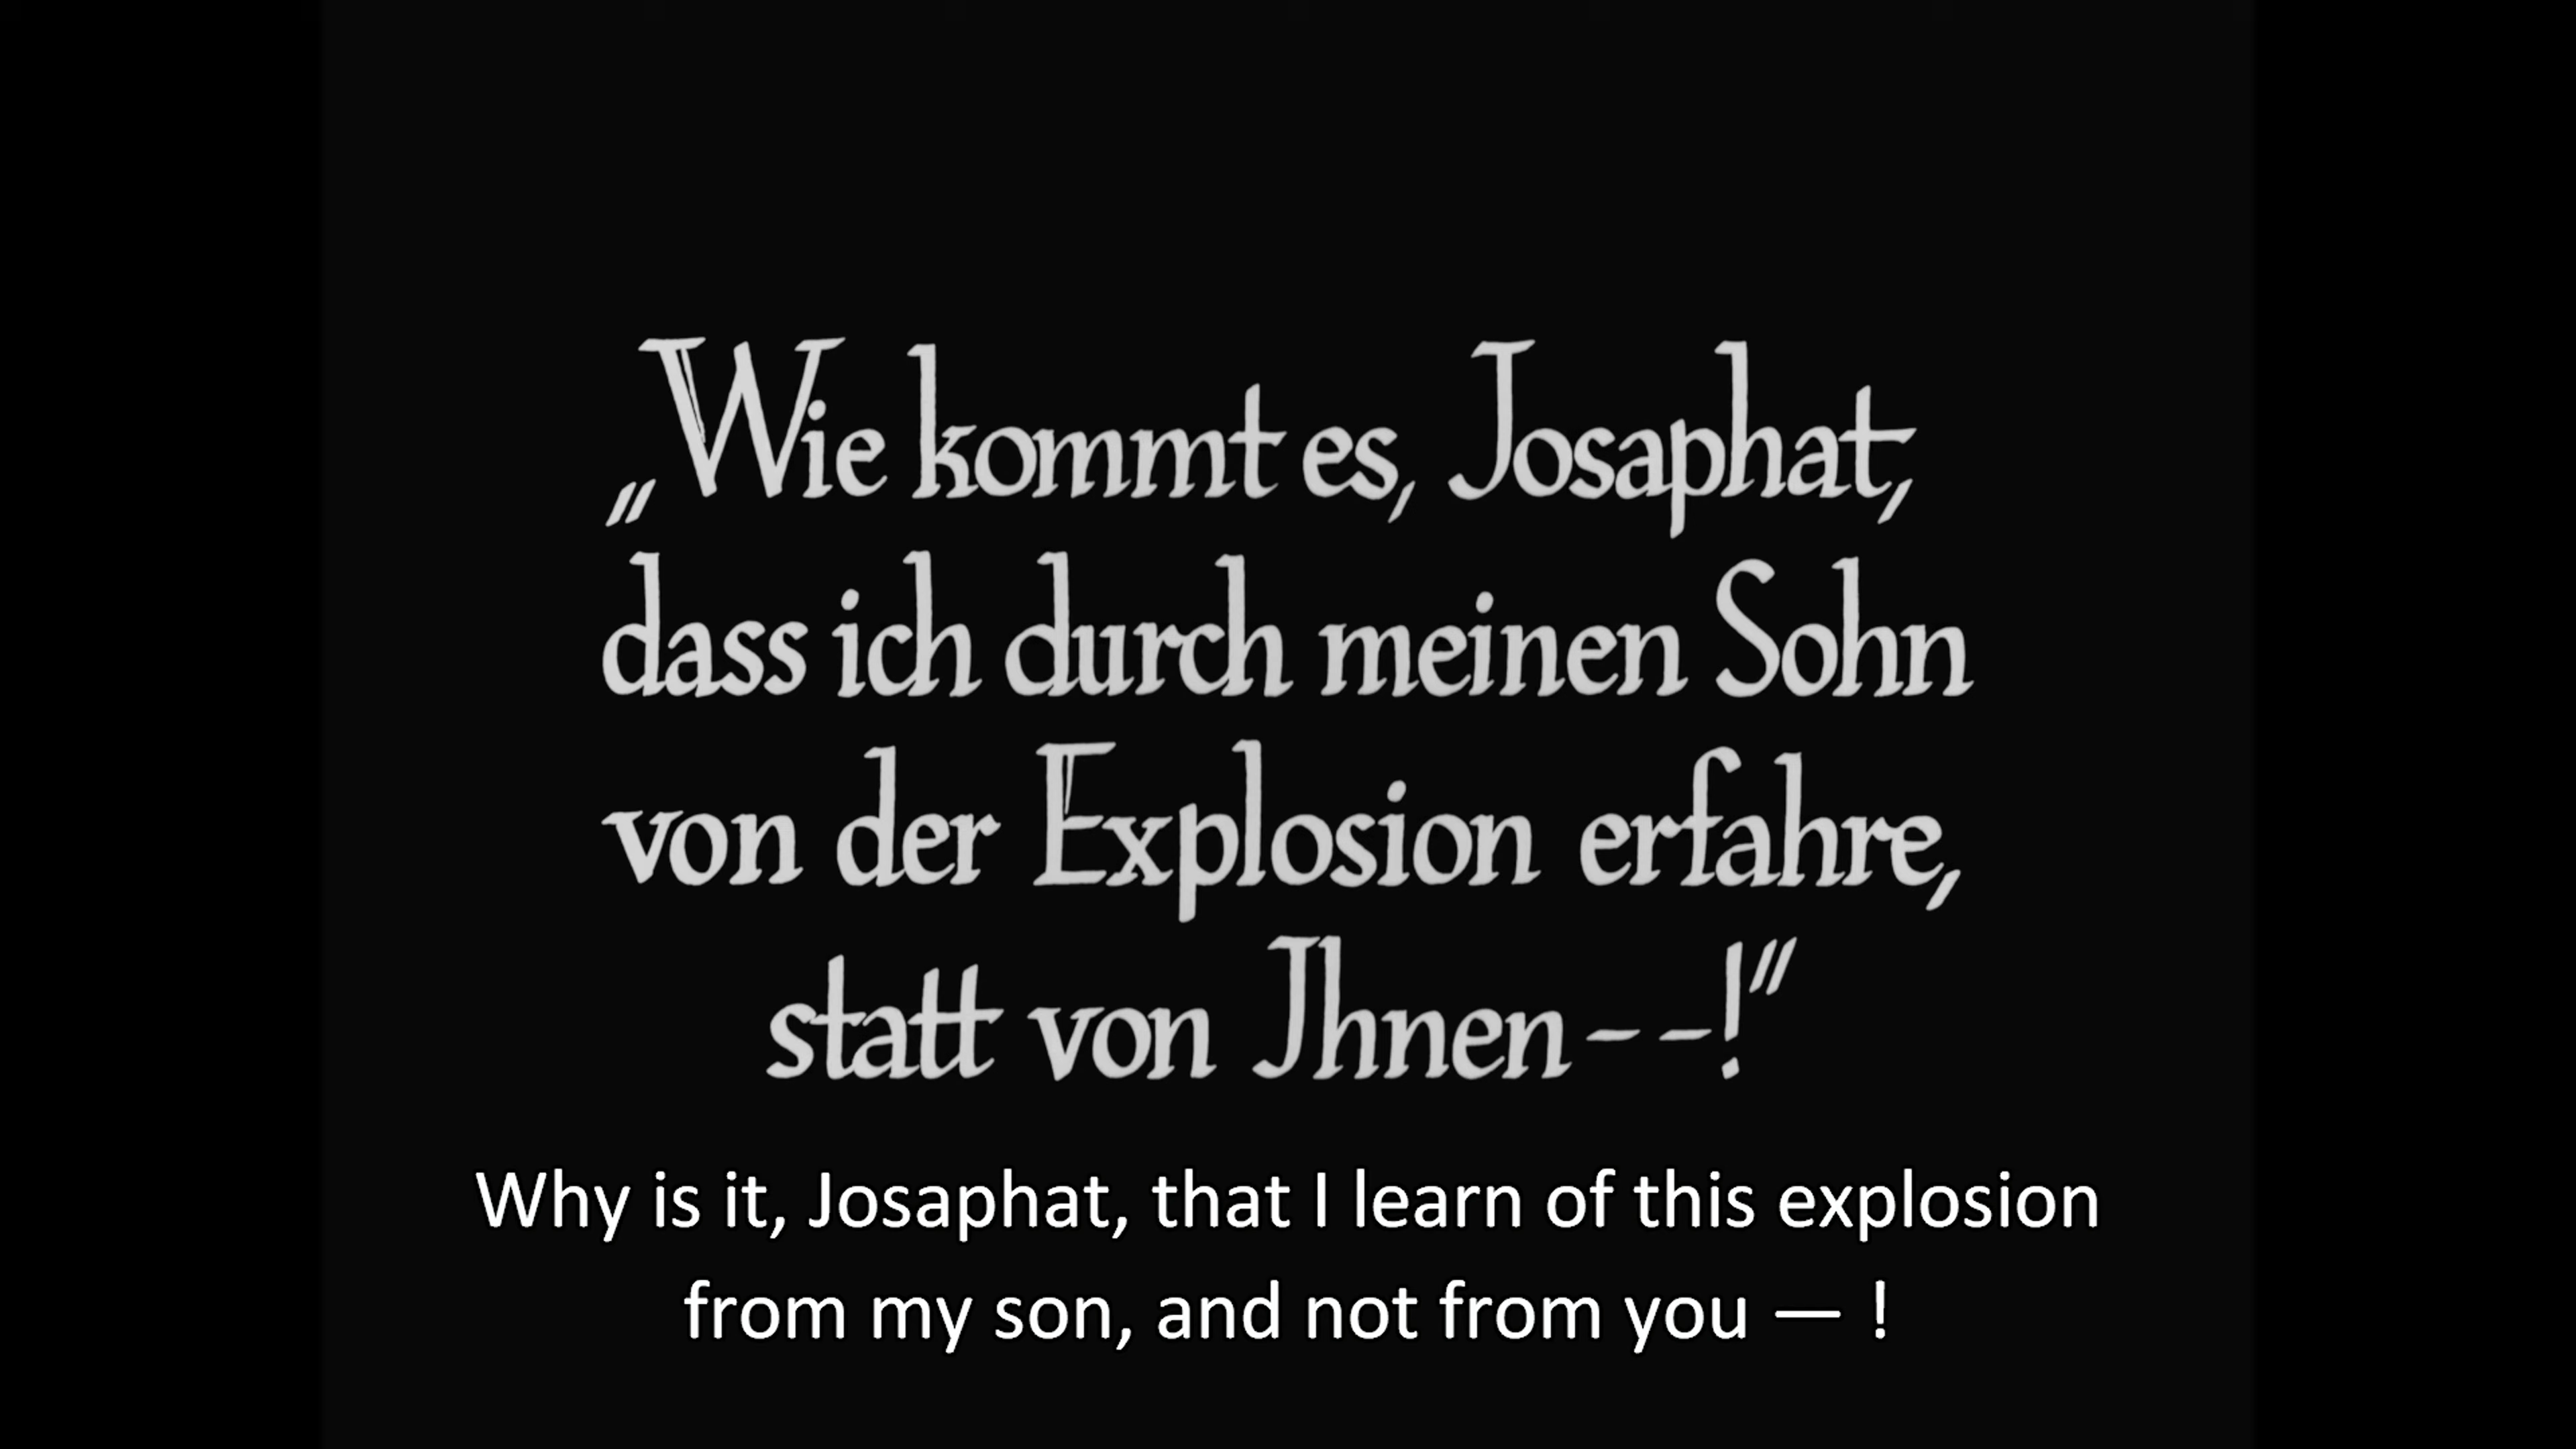 „Wie kommt es, Josaphat,
dass ich durch meinen Sohn
von der Explosion erfahre,
statt von Jhnen--!"
Why is it, Josaphat, that I learn of this explosion
from my son, and not from you — !